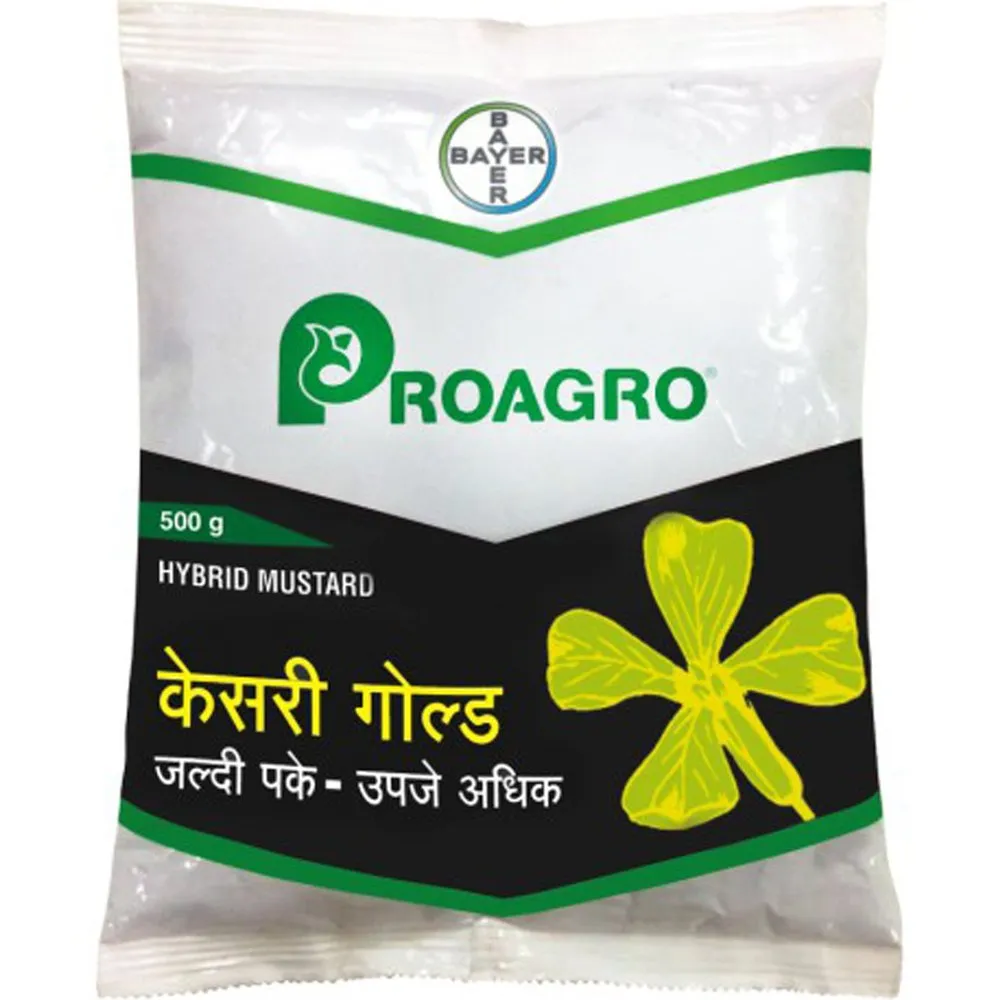 BAYER
BAYER
PROAGRO®
500 g
HYBRID MUSTARD
केसरी गोल्ड
जल्दी पके - उपजे अधिक